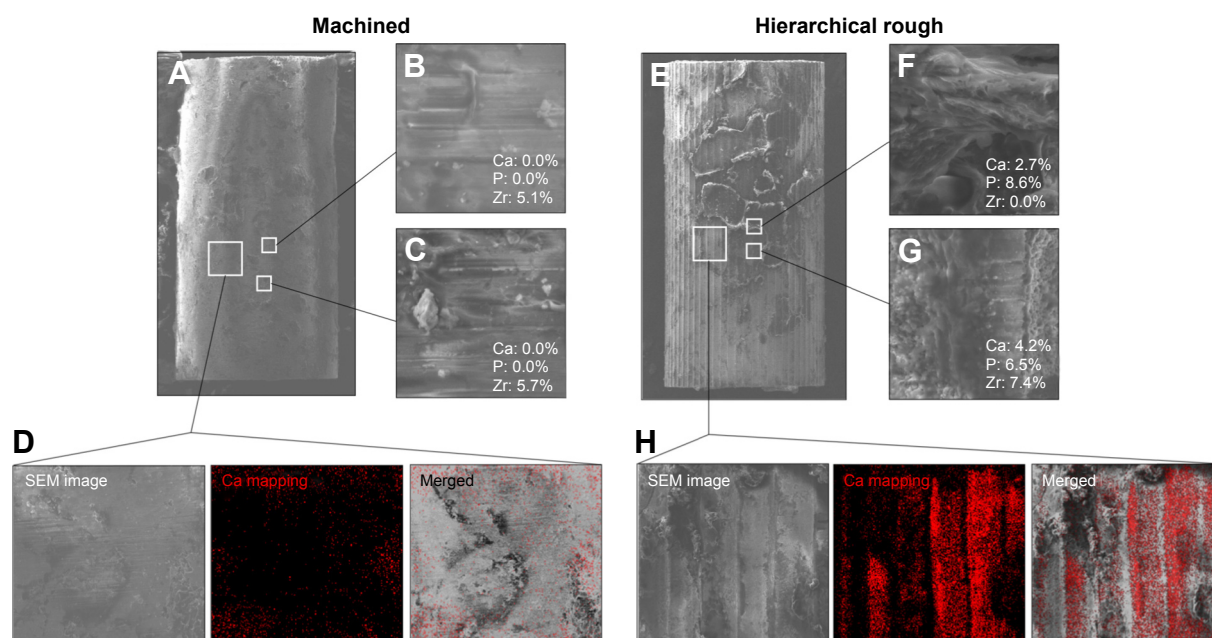 Machined
Hierarchical rough
A
B
Ca: 0.0%
P: 0.0%
Zr: 5.1%
C
Ca: 0.0%
P: 0.0%
Zr: 5.7%
E
F
Ca: 2.7%
P: 8.6%
Zr: 0.0%
G
Ca: 4.2%
P: 6.5%
Zr: 7.4%
D
SEM image
Ca mapping
Merged
H
SEM image
Ca mapping
Merged